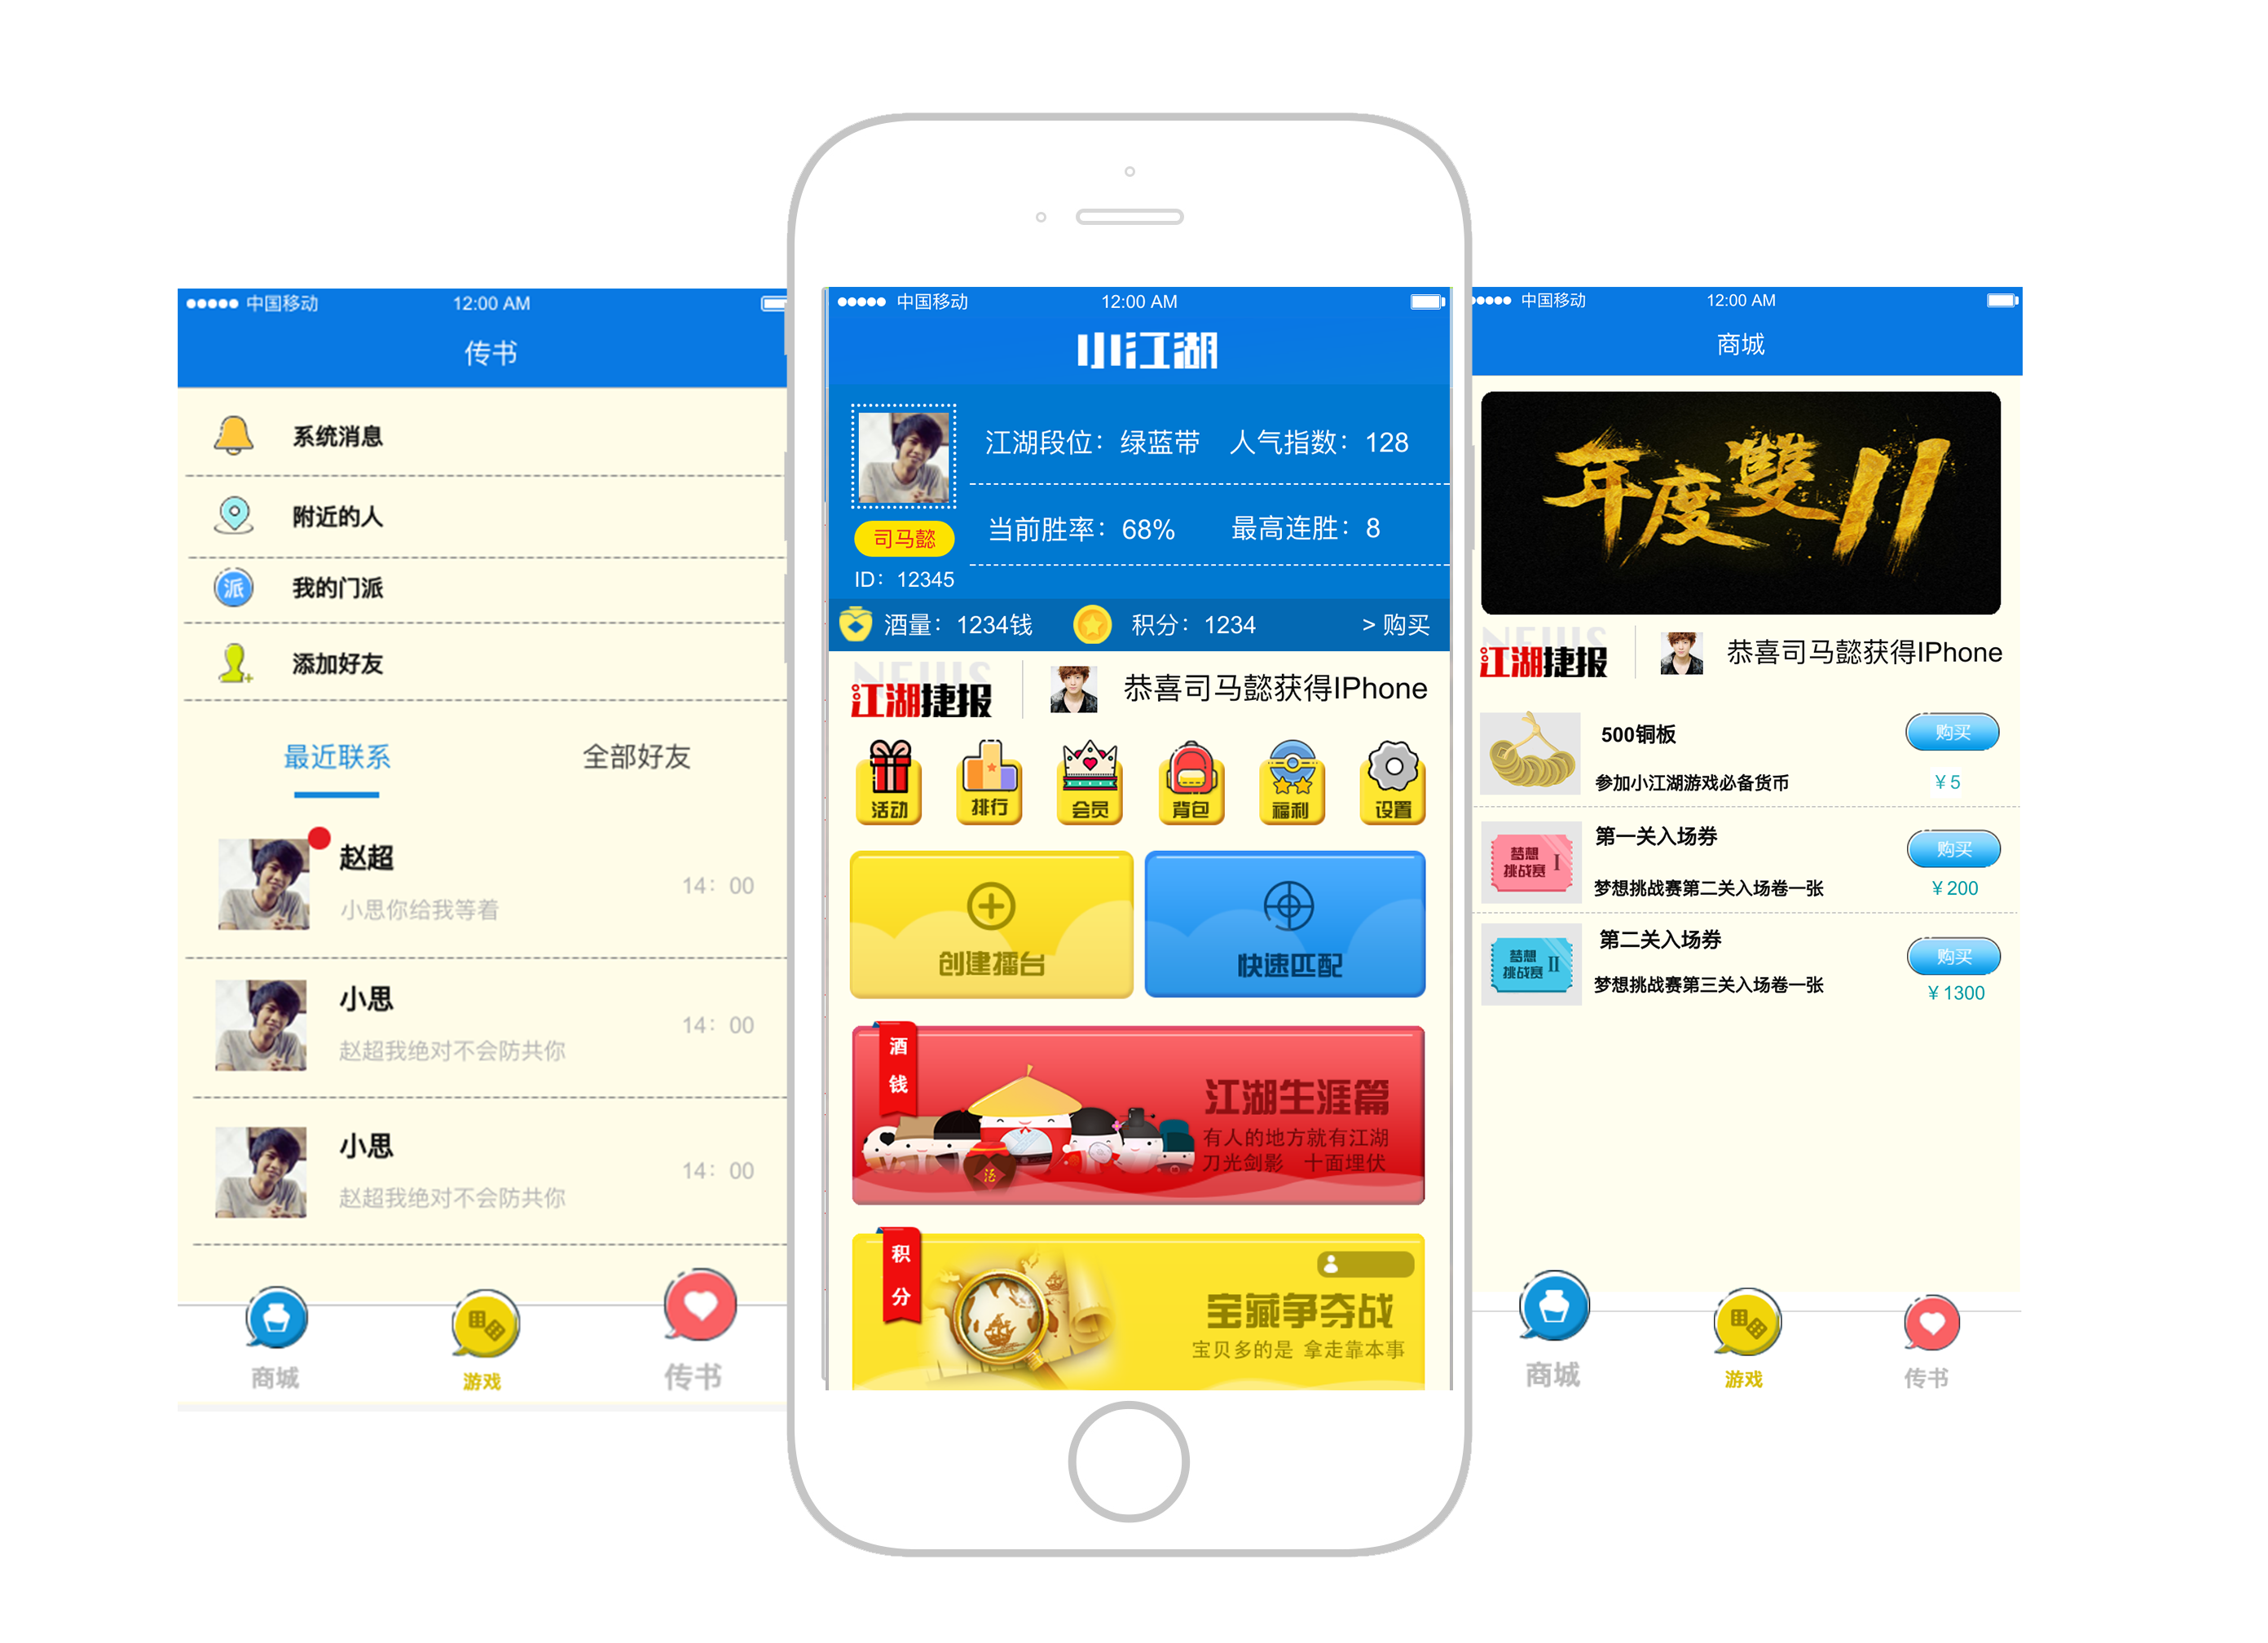 中国移动 12:00 AM
传书
系统消息
附近的人
派 我的门派
添加好友
最近联系 全部好友
赵超
小思你给我等着
14：00
小思
赵超我绝对不会防共你
14：00
小思
赵超我绝对不会防共你
14：00
商城 游戏 传书
中国移动 12:00 AM
小江湖
江湖段位：绿蓝带 人气指数：128
当前胜率：68% 最高连胜：8
司马懿
ID：12345
酒量：1234钱 积分：1234 > 购买
NEWS
江湖捷报 恭喜司马懿获得IPhone
活动 排行 会员 背包 福利 设置
创建擂台 快速匹配
酒钱
江湖生涯篇
有人的地方就有江湖
刀光剑影 十面埋伏
酒
积分
宝藏争夺战
宝贝多的是 拿走靠本事
中国移动 12:00 AM
商城
年度雙11
NEWS
江湖捷报 恭喜司马懿获得IPhone
500铜板 购买
参加小江湖游戏必备货币 ¥5
梦想
挑战赛 I
第一关入场券 购买
梦想挑战赛第二关入场卷一张 ¥200
梦想
挑战赛 II
第二关入场券 购买
梦想挑战赛第三关入场卷一张 ¥1300
商城 游戏 传书